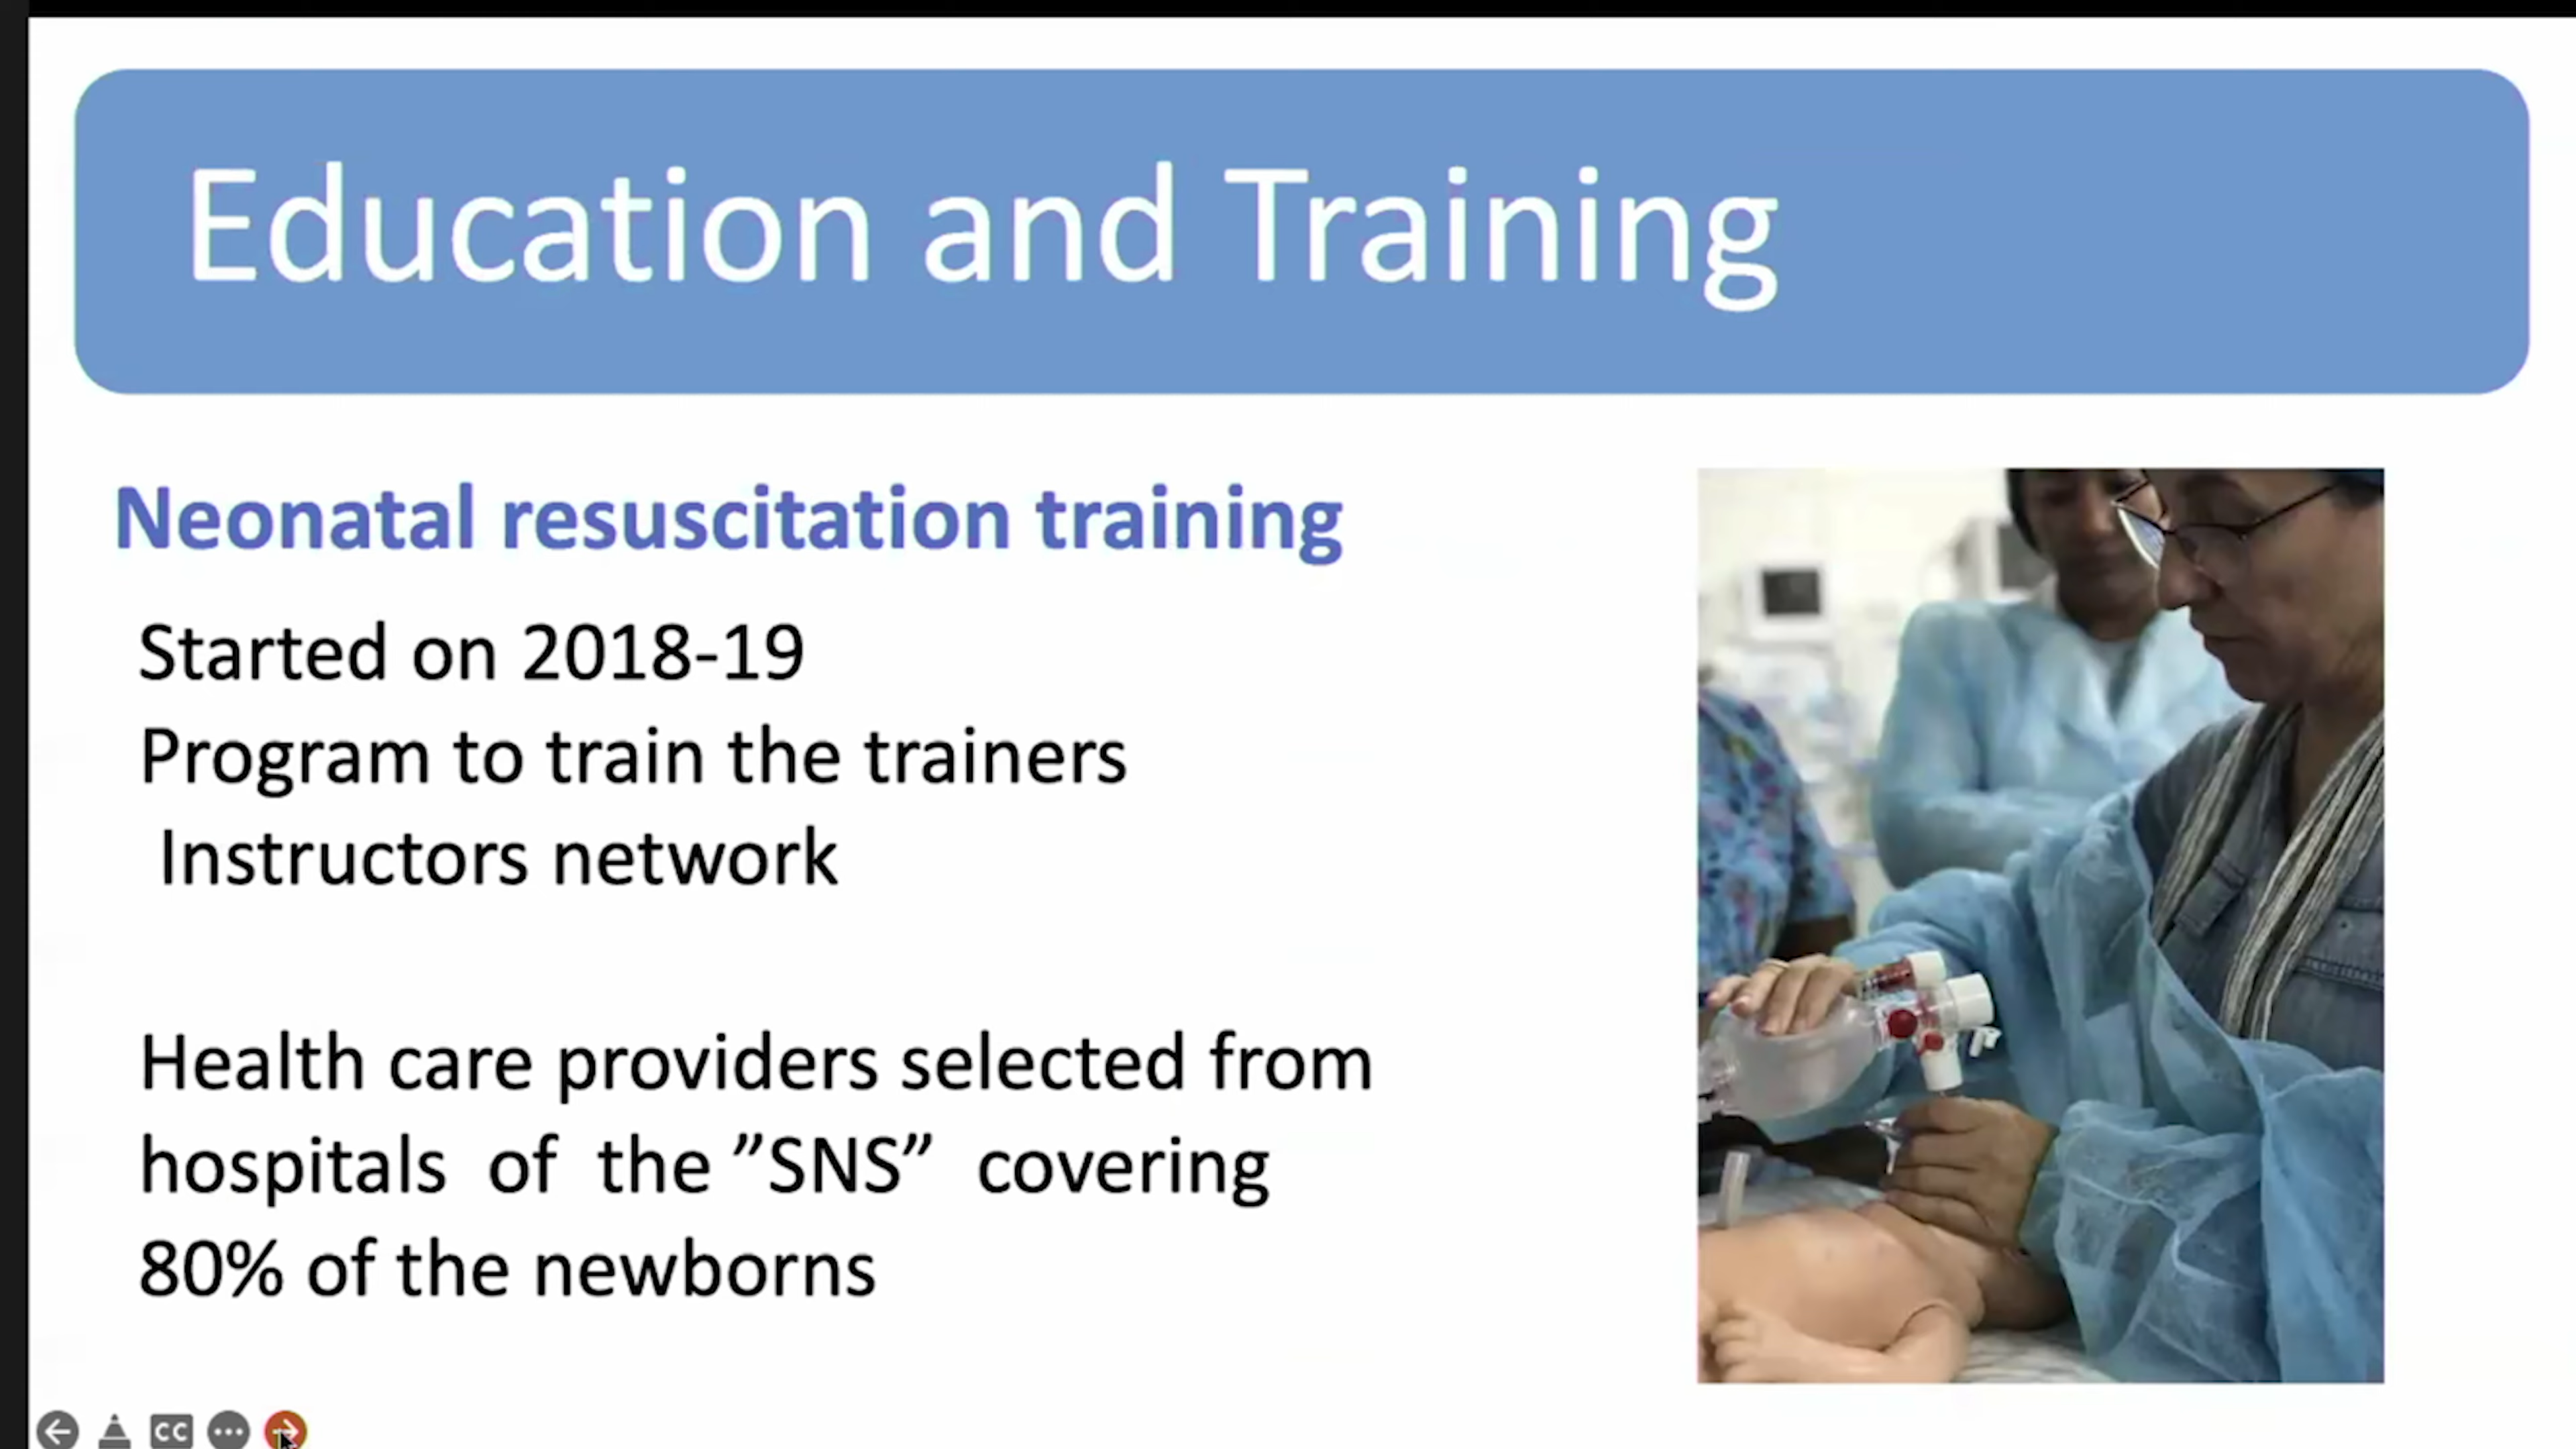 Education and Training
Neonatal resuscitation training
Started on 2018-19
Program to train the trainers
Instructors network
Health care providers selected from
hospitals of the ”SNS” covering
80% of the newborns
CC